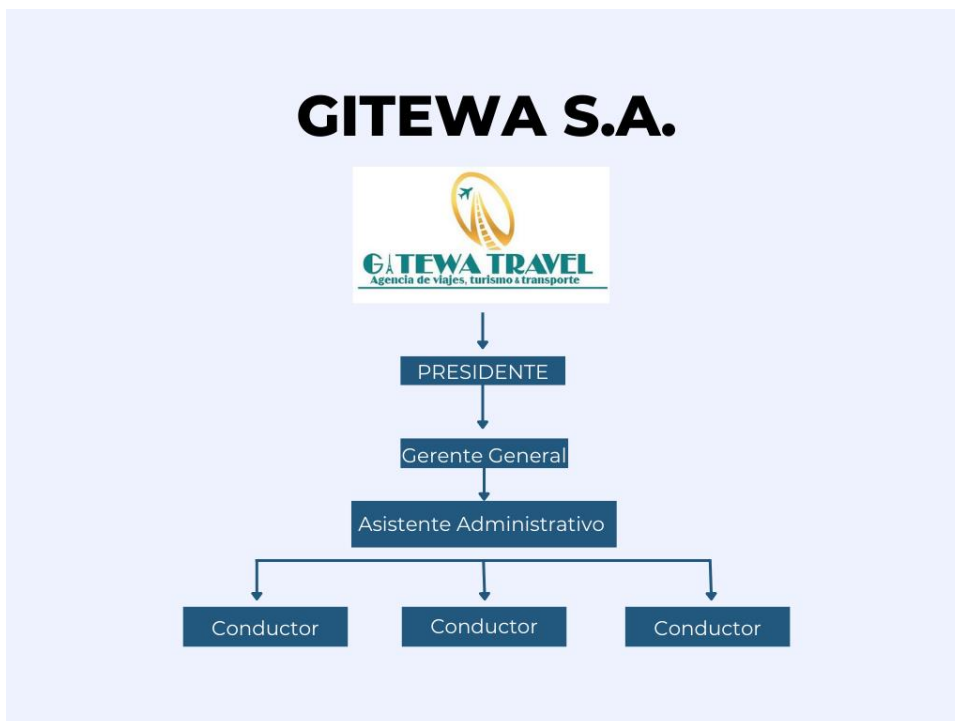 GITEWA S.A.
GITEWA TRAVEL
Agencia de viajes, turismo & transporte
PRESIDENTE
Gerente General
Asistente Administrativo
Conductor
Conductor
Conductor